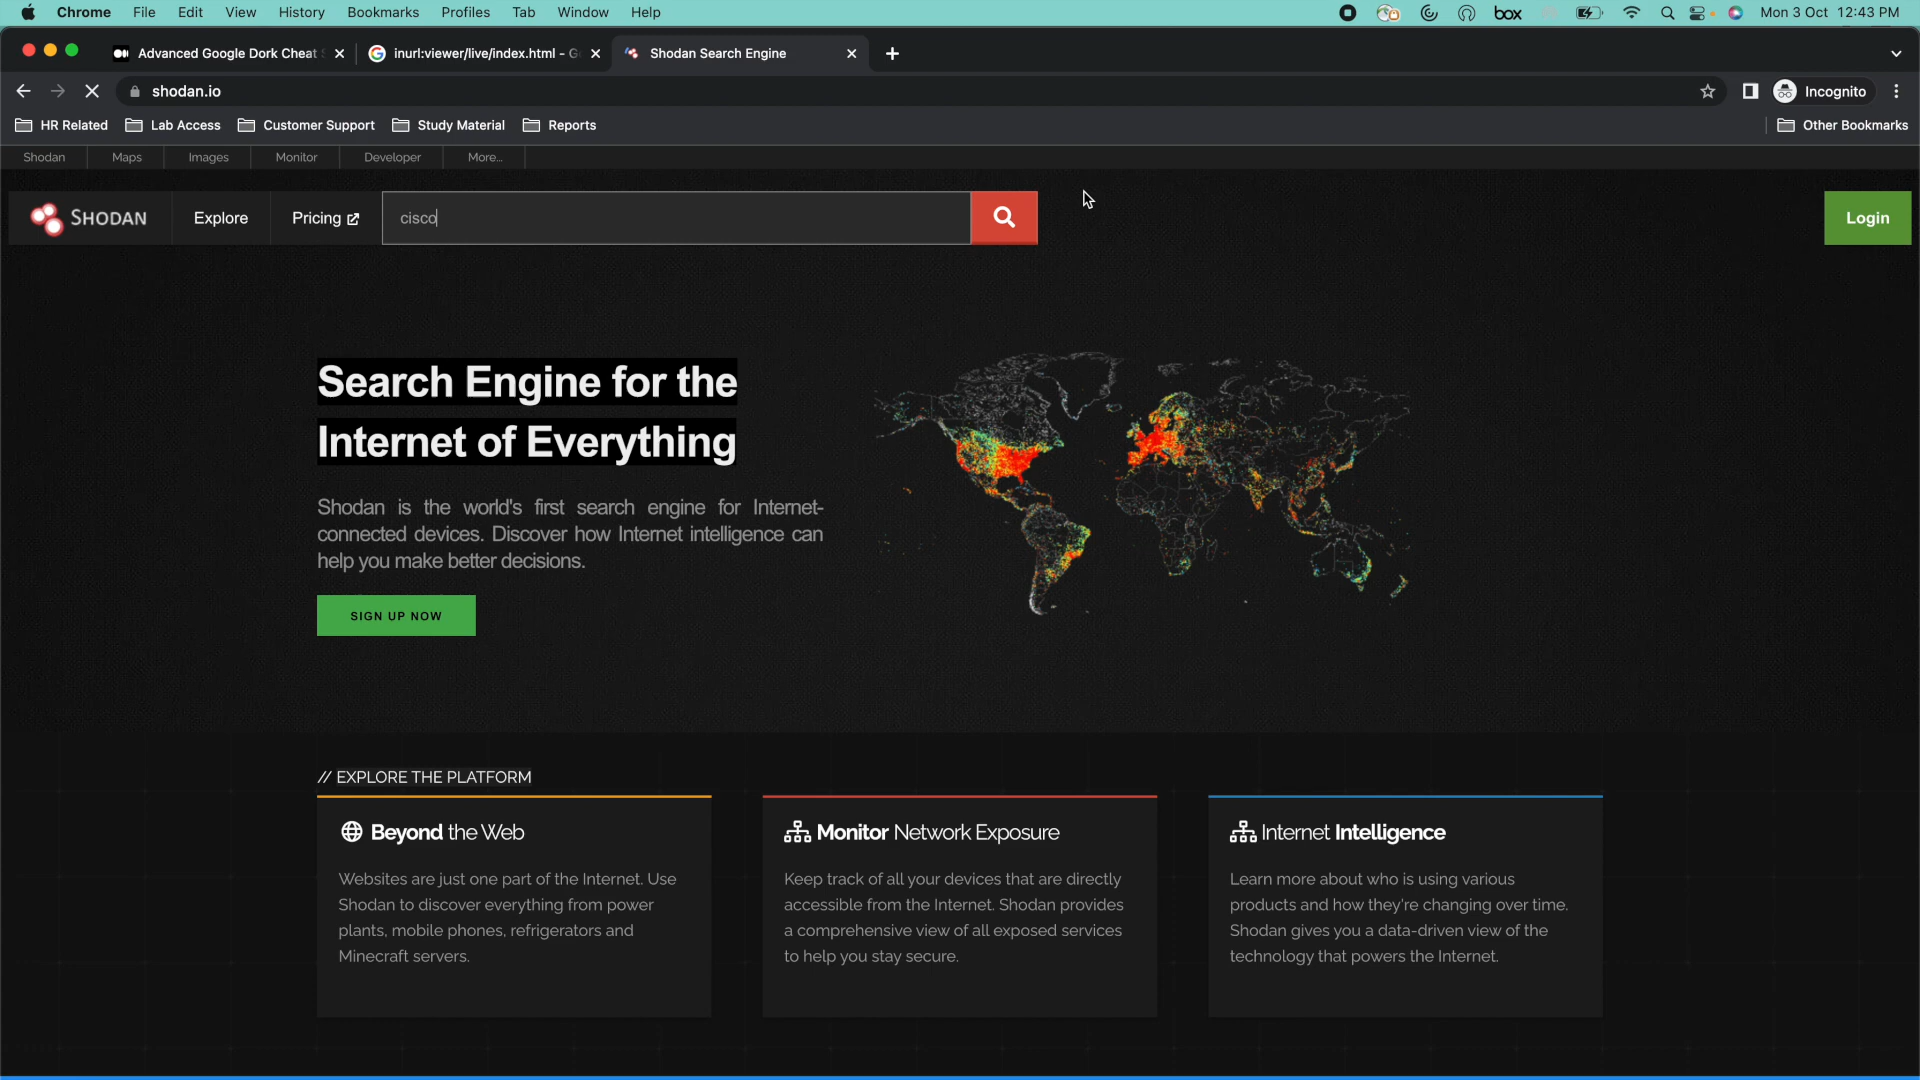 Chrome File Edit View History Bookmarks Profiles Tab Window Help box Mon 3 Oct 12:43 PM
Advanced Google Dork Cheat inurl:viewer/live/index.html - G Shodan Search Engine
shodan.io Incognito
HR Related Lab Access Customer Support Study Material Reports Other Bookmarks
Shodan Maps Images Monitor Developer More...
SHODAN Explore Pricing cisco Login
Search Engine for the
Internet of Everything
Shodan is the world's first search engine for Internet-
connected devices. Discover how Internet intelligence can
help you make better decisions.
SIGN UP NOW
// EXPLORE THE PLATFORM
Beyond the Web
Websites are just one part of the Internet. Use
Shodan to discover everything from power
plants, mobile phones, refrigerators and
Minecraft servers.
Monitor Network Exposure
Keep track of all your devices that are directly
accessible from the Internet. Shodan provides
a comprehensive view of all exposed services
to help you stay secure.
Internet Intelligence
Learn more about who is using various
products and how they're changing over time.
Shodan gives you a data-driven view of the
technology that powers the Internet.